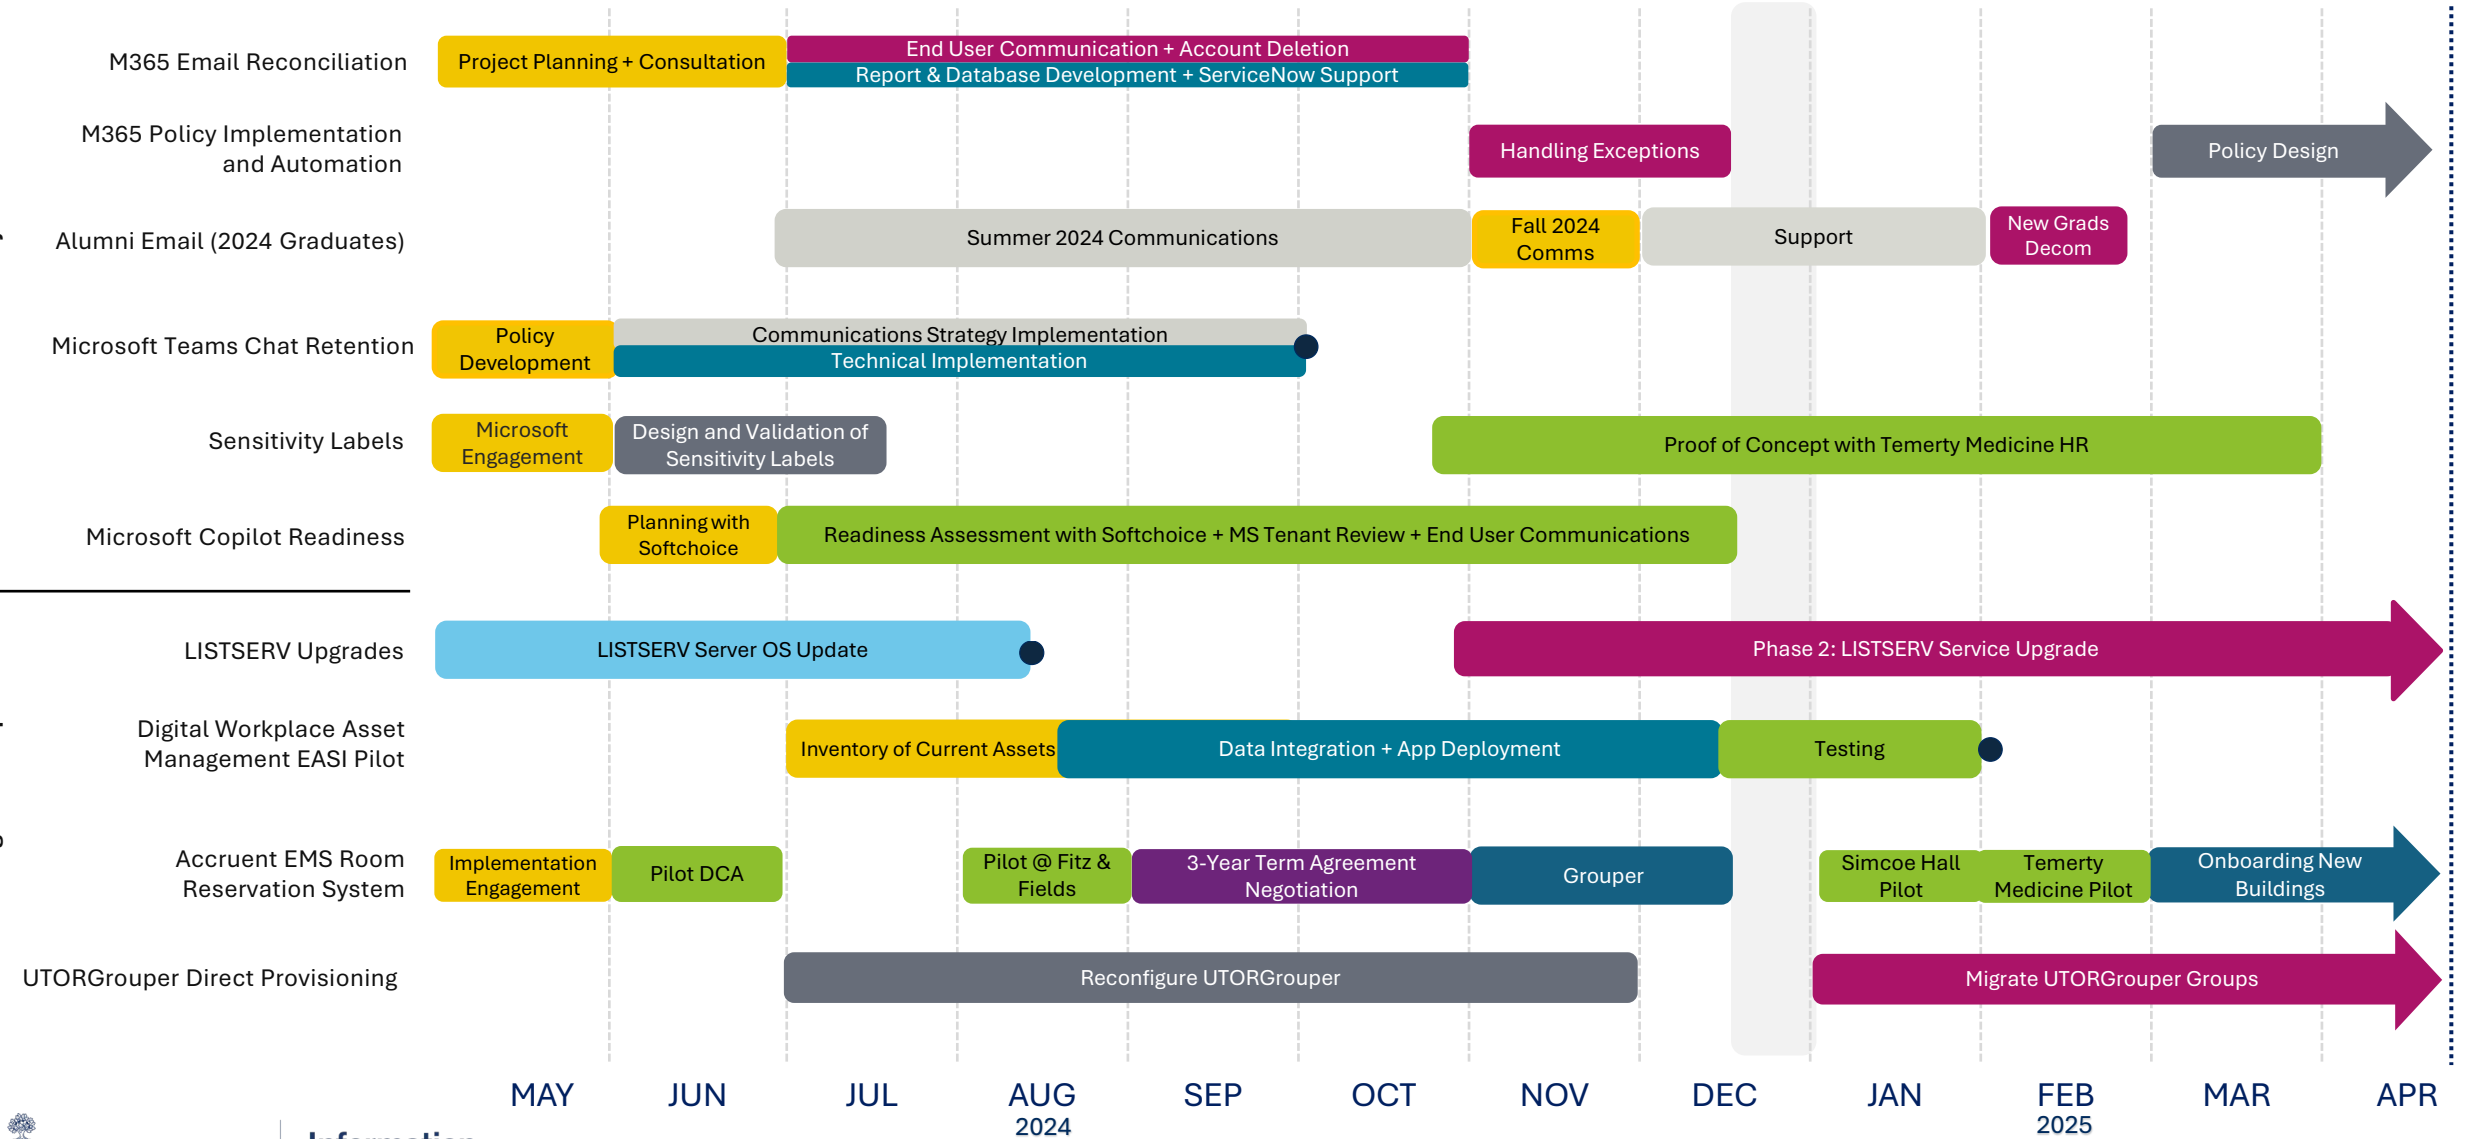 M365 Email Reconciliation
Project Planning + Consultation
End User Communication + Account Deletion
Report & Database Development + ServiceNow Support
M365 Policy Implementation
and Automation
Handling Exceptions
Policy Design
Alumni Email (2024 Graduates)
Summer 2024 Communications
Fall 2024
Comms
Support
New Grads
Decom
Microsoft Teams Chat Retention
Policy
Development
Communications Strategy Implementation
Technical Implementation
Sensitivity Labels
Microsoft
Engagement
Design and Validation of
Sensitivity Labels
Proof of Concept with Temerty Medicine HR
Microsoft Copilot Readiness
Planning with
Softchoice
Readiness Assessment with Softchoice + MS Tenant Review + End User Communications
LISTSERV Upgrades
LISTSERV Server OS Update
Phase 2: LISTSERV Service Upgrade
Digital Workplace Asset
Management EASI Pilot
Inventory of Current Assets
Data Integration + App Deployment
Testing
Accruent EMS Room
Reservation System
Implementation
Engagement
Pilot DCA
Pilot @ Fitz &
Fields
3-Year Term Agreement
Negotiation
Grouper
Simcoe Hall
Pilot
Temerty
Medicine Pilot
Onboarding New
Buildings
UTORGrouper Direct Provisioning
Reconfigure UTORGrouper
Migrate UTORGrouper Groups
MAY JUN JUL AUG SEP OCT NOV DEC JAN FEB MAR APR
2024 2025
Information